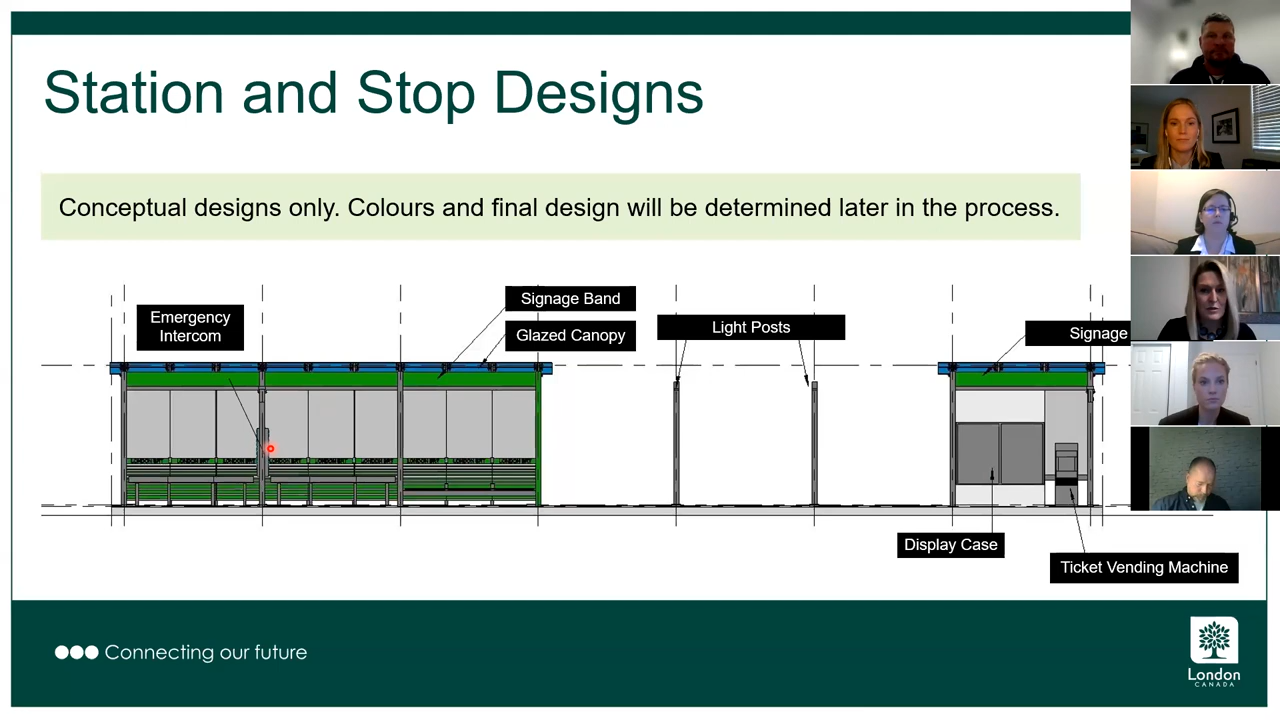 Station and Stop Designs
Conceptual designs only. Colours and final design will be determined later in the process.
Signage Band
Emergency
Intercom
Glazed Canopy
Light Posts
Signage
Display Case
Ticket Vending Machine
Connecting our future
London
CANADA